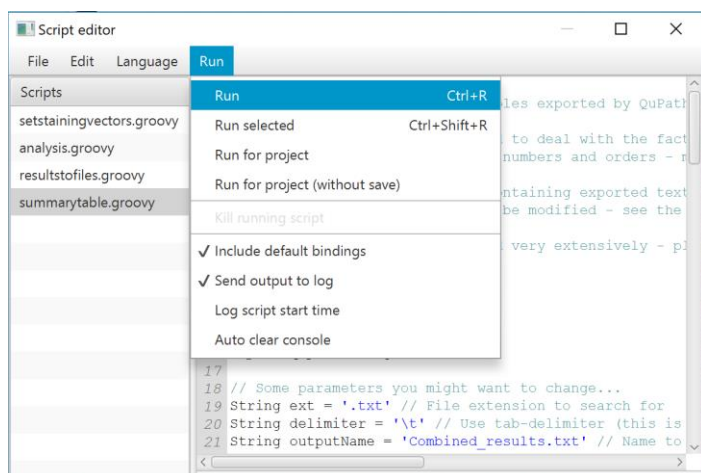 Script editor
File Edit Language Run
Scripts
setstainingvectors.groovy
analysis.groovy
resultstofiles.groovy
summarytable.groovy
Run Ctrl+R
Run selected Ctrl+Shift+R
Run for project
Run for project (without save)
Kill running script
✓ Include default bindings
✓ Send output to log
Log script start time
Auto clear console
les exported by QuPath
to deal with the fact
numbers and orders -
ntaining exported text
be modified - see the
very extensively -
17
18 // Some parameters you might want to change...
19 String ext = '.txt' // File extension to search for
20 String delimiter = '\t' // Use tab-delimiter (this is
21 String outputName = 'Combined_results.txt' // Name to